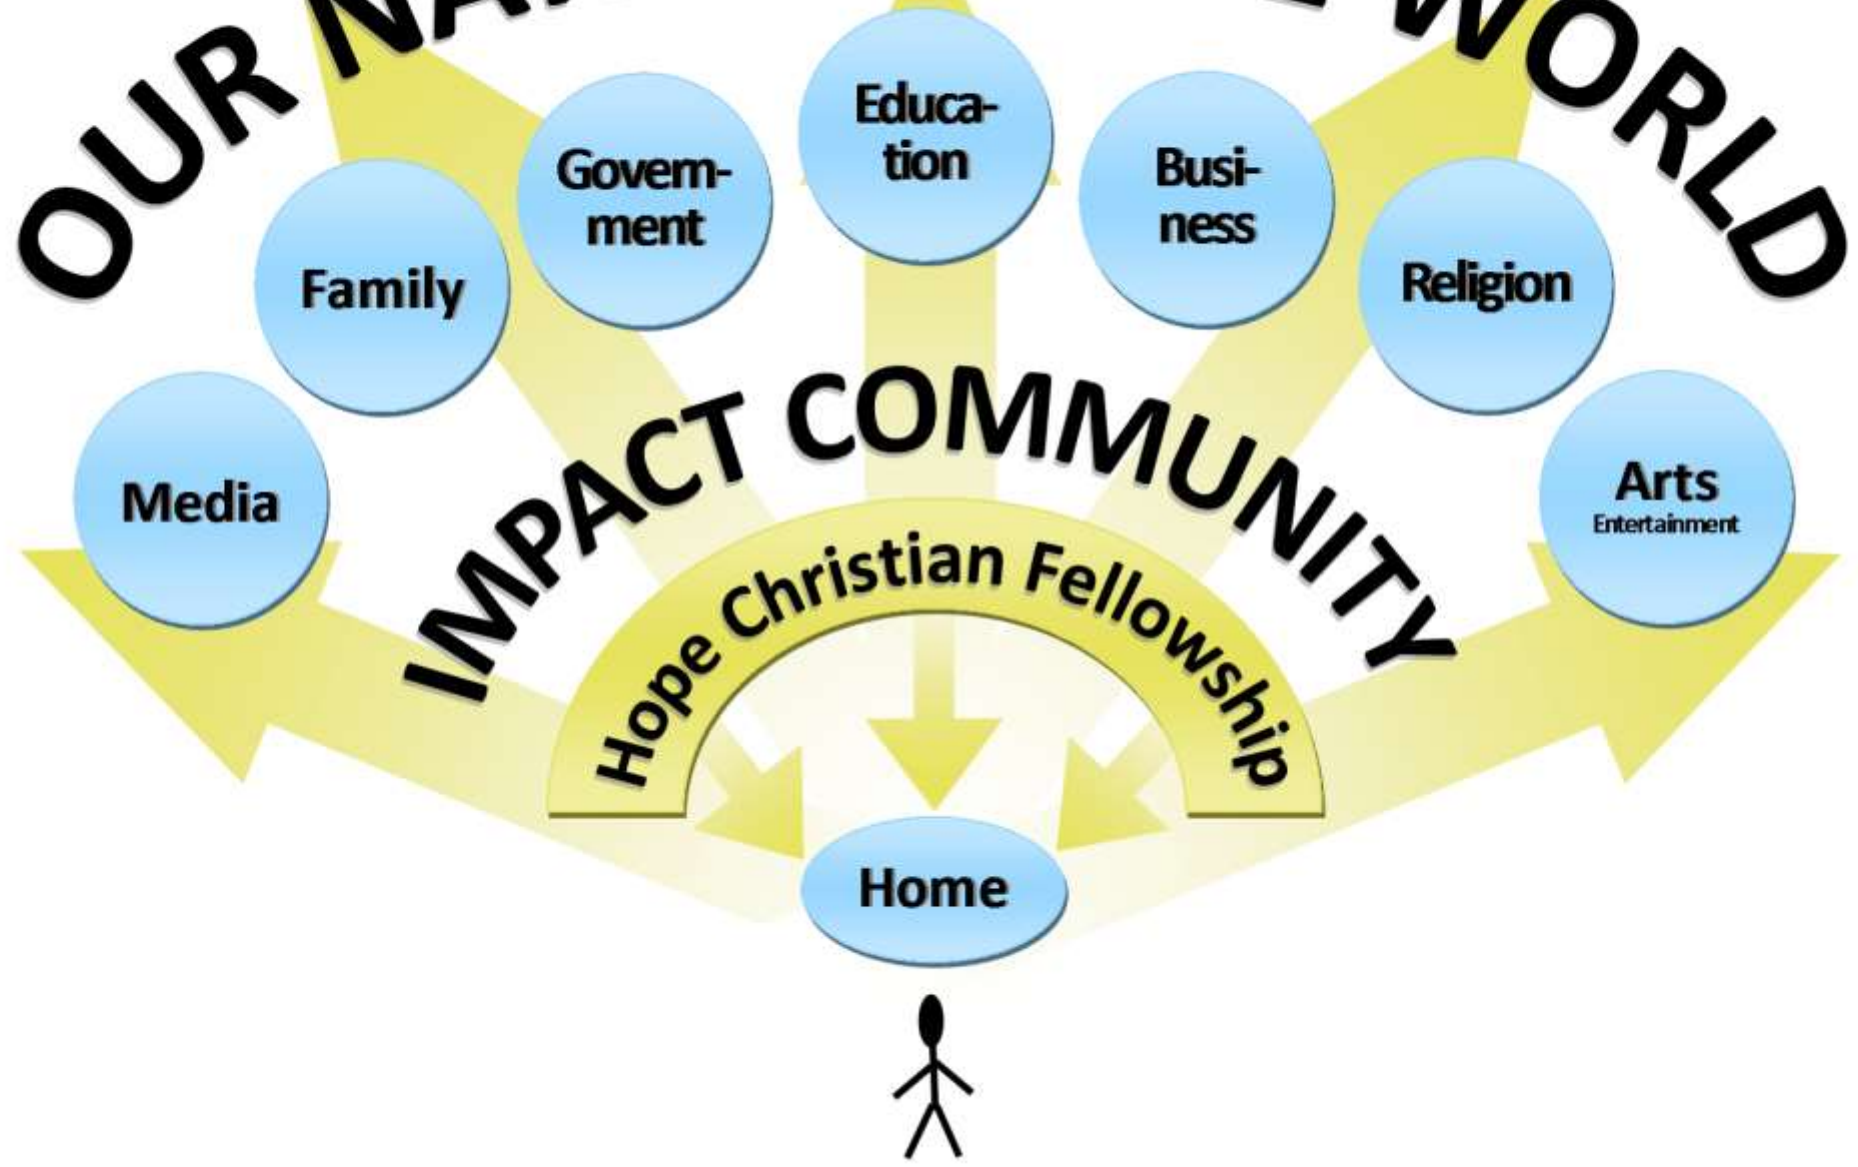 OUR
WORLD
Educa-
tion
Govern-
ment
Busi-
ness
Family
Religion
Media
Arts
Entertainment
IMPACT COMMUNITY
Hope Christian Fellowship
Home